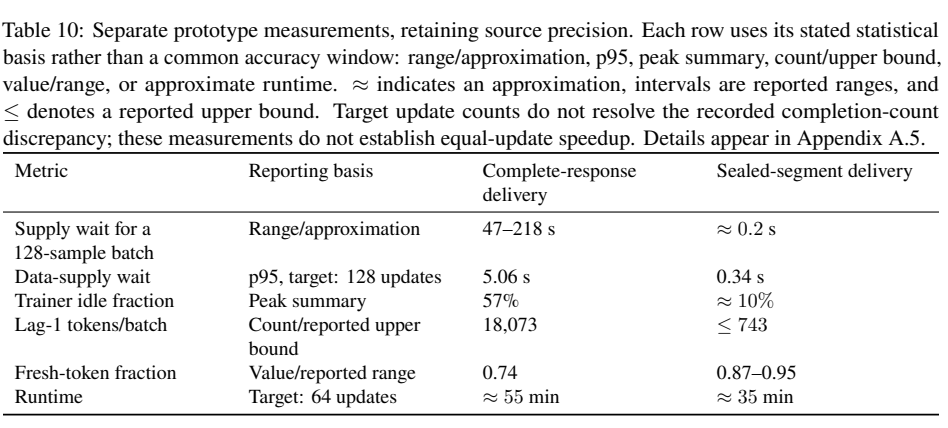 Table 10: Separate prototype measurements, retaining source precision. Each row uses its stated statistical
basis rather than a common accuracy window: range/approximation, p95, peak summary, count/upper bound,
value/range, or approximate runtime. ≈ indicates an approximation, intervals are reported ranges, and
≤ denotes a reported upper bound. Target update counts do not resolve the recorded completion-count
discrepancy; these measurements do not establish equal-update speedup. Details appear in Appendix A.5.
Metric Reporting basis Complete-response Sealed-segment delivery
delivery
Supply wait for a Range/approximation 47–218 s ≈ 0.2 s
128-sample batch
Data-supply wait p95, target: 128 updates 5.06 s 0.34 s
Trainer idle fraction Peak summary 57% ≈ 10%
Lag-1 tokens/batch Count/reported upper 18,073 ≤ 743
bound
Fresh-token fraction Value/reported range 0.74 0.87–0.95
Runtime Target: 64 updates ≈ 55 min ≈ 35 min